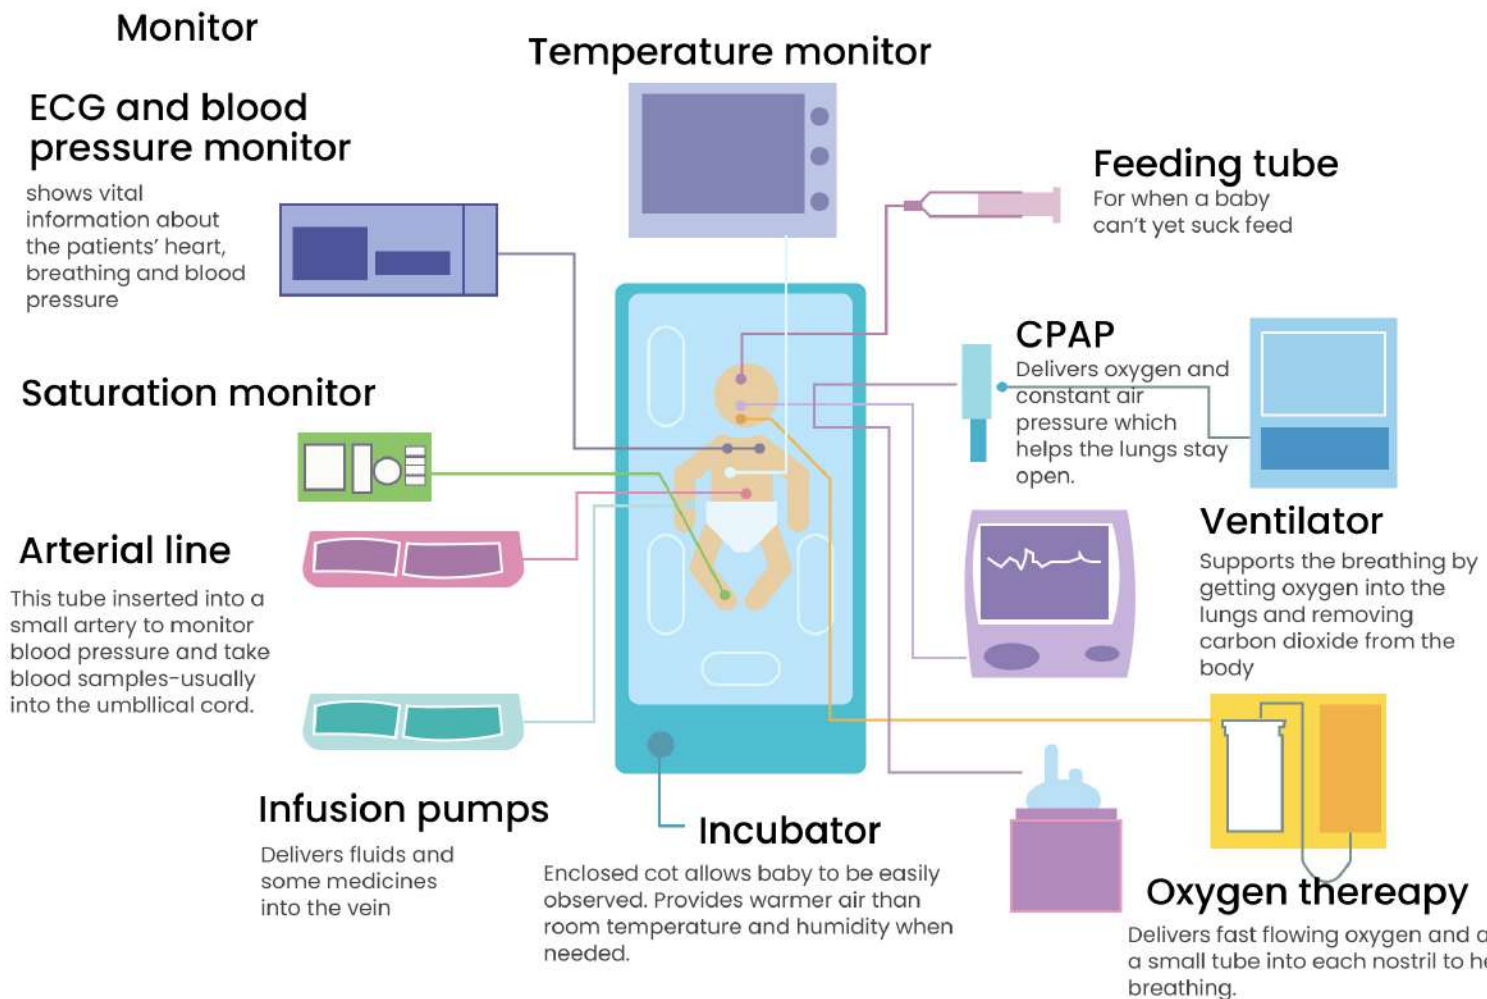 Monitor
Temperature monitor
ECG and blood
pressure monitor
shows vital
information about
the patients' heart,
breathing and blood
pressure
Feeding tube
For when a baby
can't yet suck feed
CPAP
Delivers oxygen and
constant air
pressure which
helps the lungs stay
open.
Saturation monitor
Arterial line
This tube inserted into a
small artery to monitor
blood pressure and take
blood samples-usually
into the umbllical cord.
Ventilator
Supports the breathing by
getting oxygen into the
lungs and removing
carbon dioxide from the
body
Infusion pumps
Delivers fluids and
some medicines
into the vein
Incubator
Enclosed cot allows baby to be easily
observed. Provides warmer air than
room temperature and humidity when
needed.
Oxygen thereapy
Delivers fast flowing oxygen and
a small tube into each nostril to
breathing.